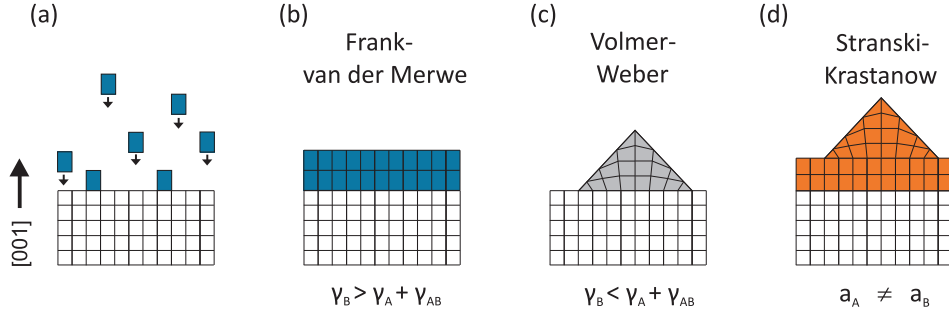 (a)
[001]
(b)
Frank-
van der Merwe
γB > γA + γAB
(c)
Volmer-
Weber
γB < γA + γAB
(d)
Stranski-
Krastanow
aA ≠ aB